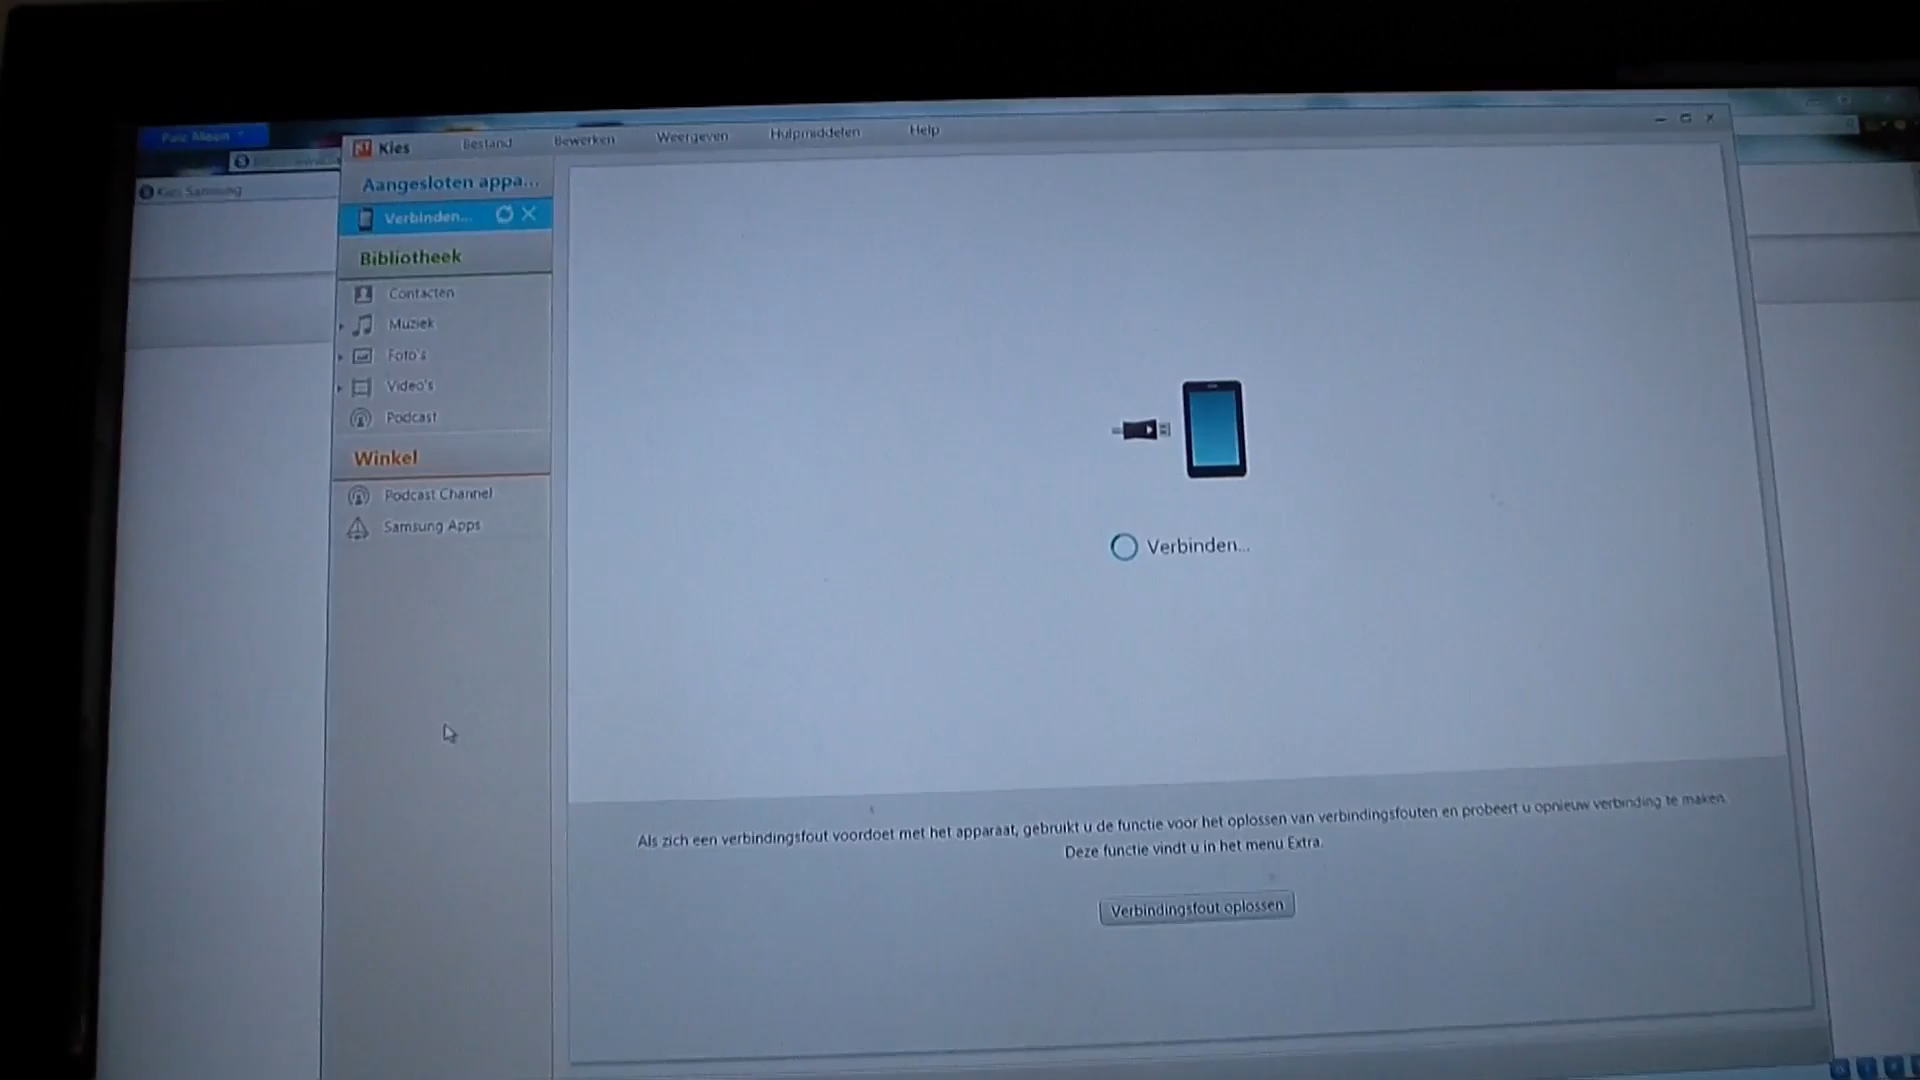 Kies
Bestand
Bewerken
Weergeven
Hulpmiddelen
Help
Kies Samsung
Aangesloten appa...
Verbinden...
Bibliotheek
Contacten
Muziek
Foto's
Video's
Podcast
Winkel
Podcast Channel
Samsung Apps
Verbinden...
Als zich een verbindingsfout voordoet met het apparaat, gebruikt u de functie voor het oplossen van verbindingsfouten en probeert u opnieuw verbinding te maken.
Deze functie vindt u in het menu Extra.
Verbindingsfout oplossen